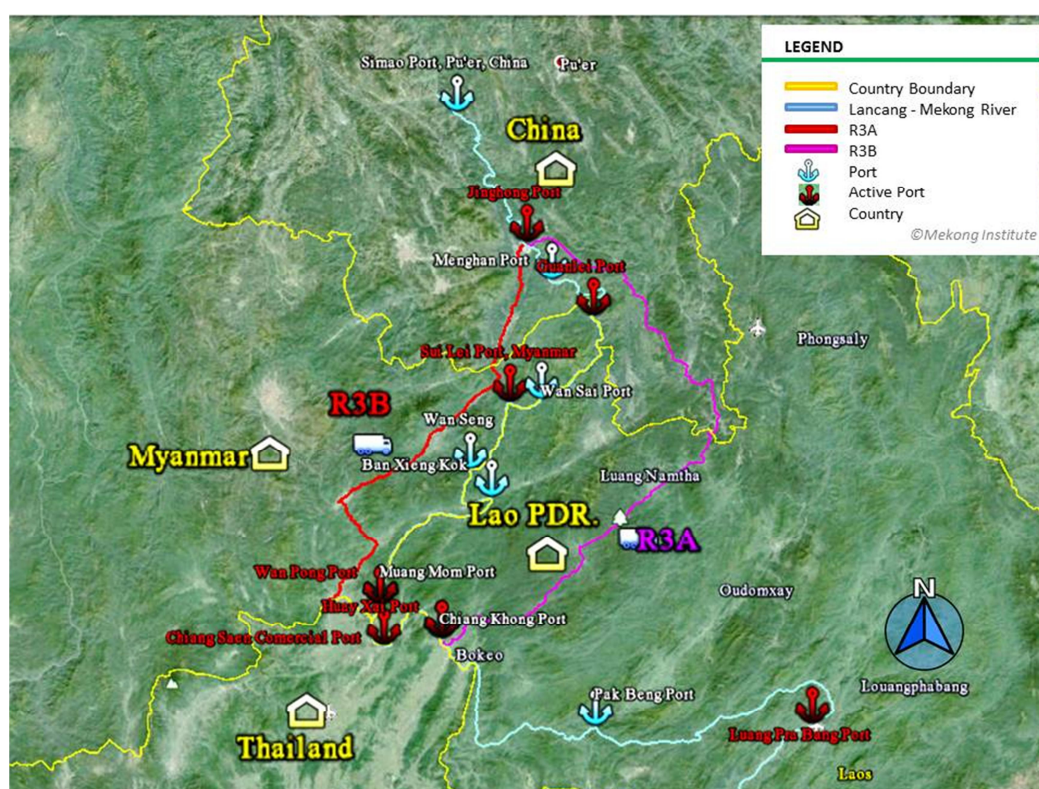 LEGEND
Country Boundary
Lancang - Mekong River
R3A
R3B
Port
Active Port
Country
©Mekong Institute
Simao Port, Pu'er, China
Pu'er
China
Jinghong Port
Menghan Port
Guanlei Port
Phongsaly
Sui Lei Port, Myanmar
Wan Sai Port
R3B
Wan Seng
Myanmar
Ban Xieng Kok
Luang Namtha
Lao PDR.
R3A
Wan Pong Port
Muang Mom Port
Oudomxay
N
Huay Xai Port
Chiang Khong Port
Chiang Saen Comercial Port
Bokeo
Louangphabang
Pak Beng Port
Luang Pra Bang Port
Thailand
Laos